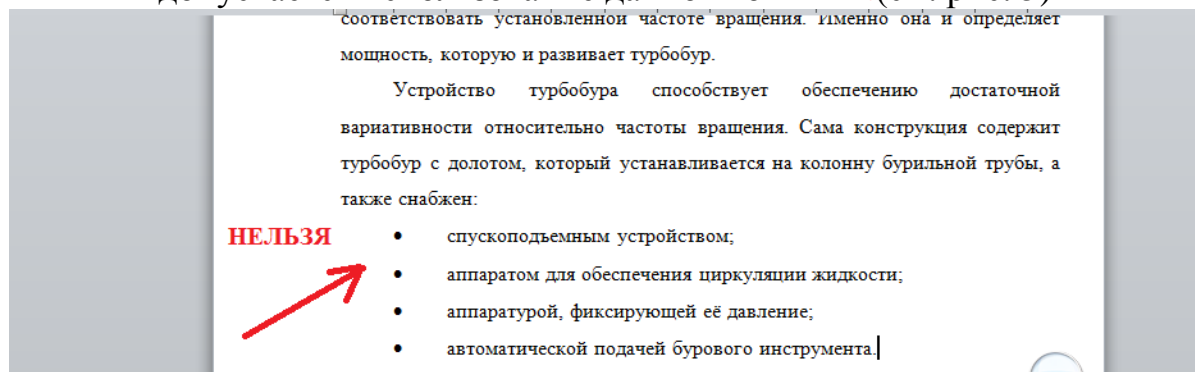 соответствовать установленной частоте вращения. Именно она и определяет
мощность, которую и развивает турбобур.
Устройство турбобура способствует обеспечению достаточной
вариативности относительно частоты вращения. Сама конструкция содержит
турбобур с долотом, который устанавливается на колонну бурильной трубы, а
также снабжен:
НЕЛЬЗЯ • спускоподъемным устройством;
• аппаратом для обеспечения циркуляции жидкости;
• аппаратурой, фиксирующей её давление;
• автоматической подачей бурового инструмента.